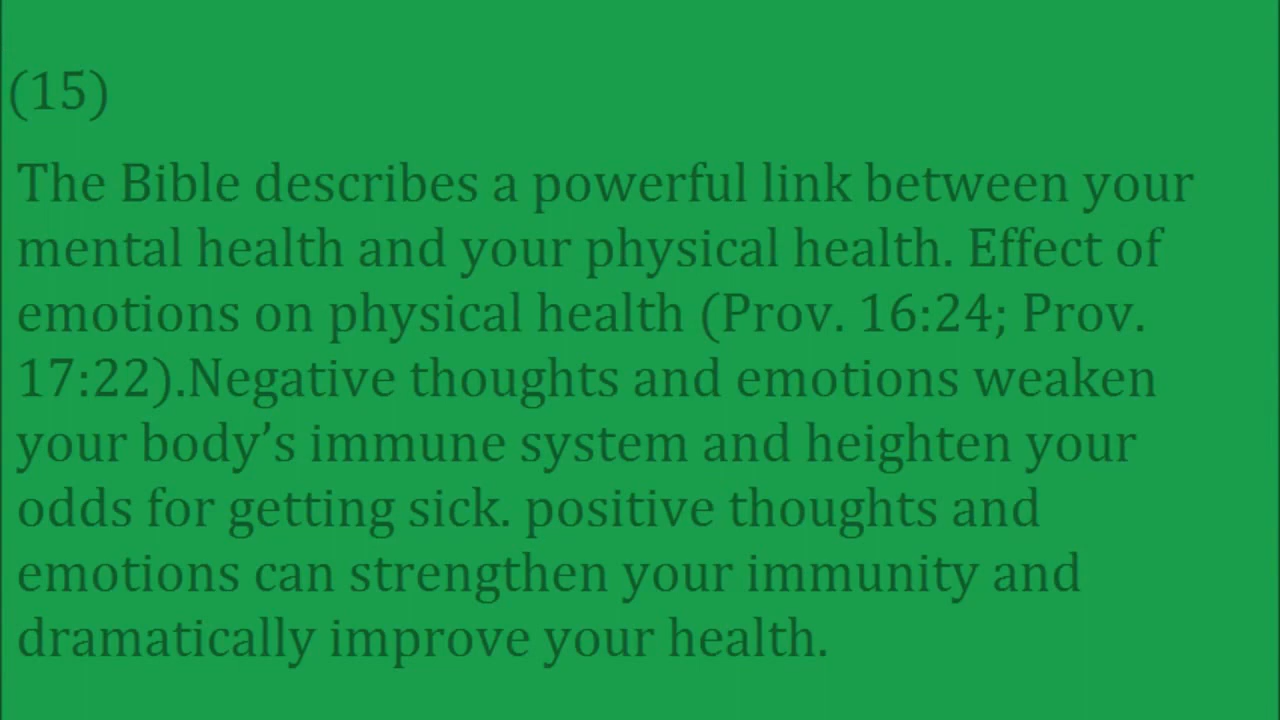 (15)
The Bible describes a powerful link between your
mental health and your physical health. Effect of
emotions on physical health (Prov. 16:24; Prov.
17:22).Negative thoughts and emotions weaken
your body’s immune system and heighten your
odds for getting sick. positive thoughts and
emotions can strengthen your immunity and
dramatically improve your health.